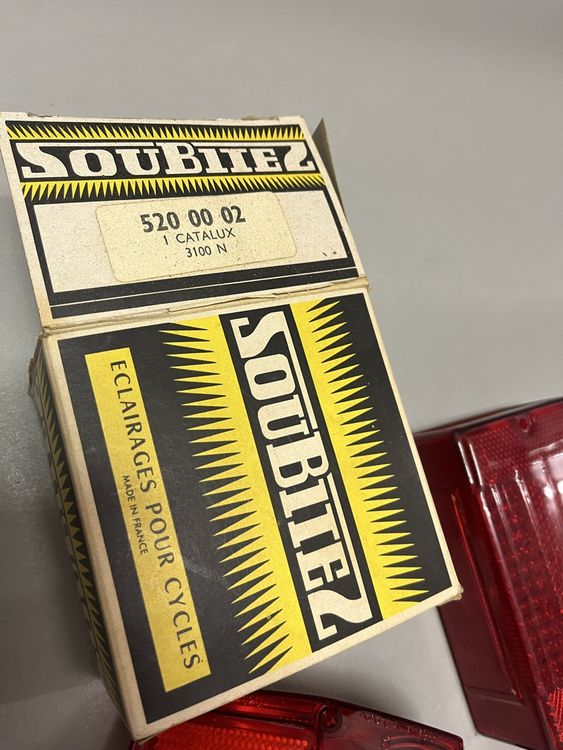 SOUBITEZ
520 00 02
1 CATALUX
3100 N
SOUBITEZ
ECLAIRAGES POUR CYCLES
MADE IN FRANCE